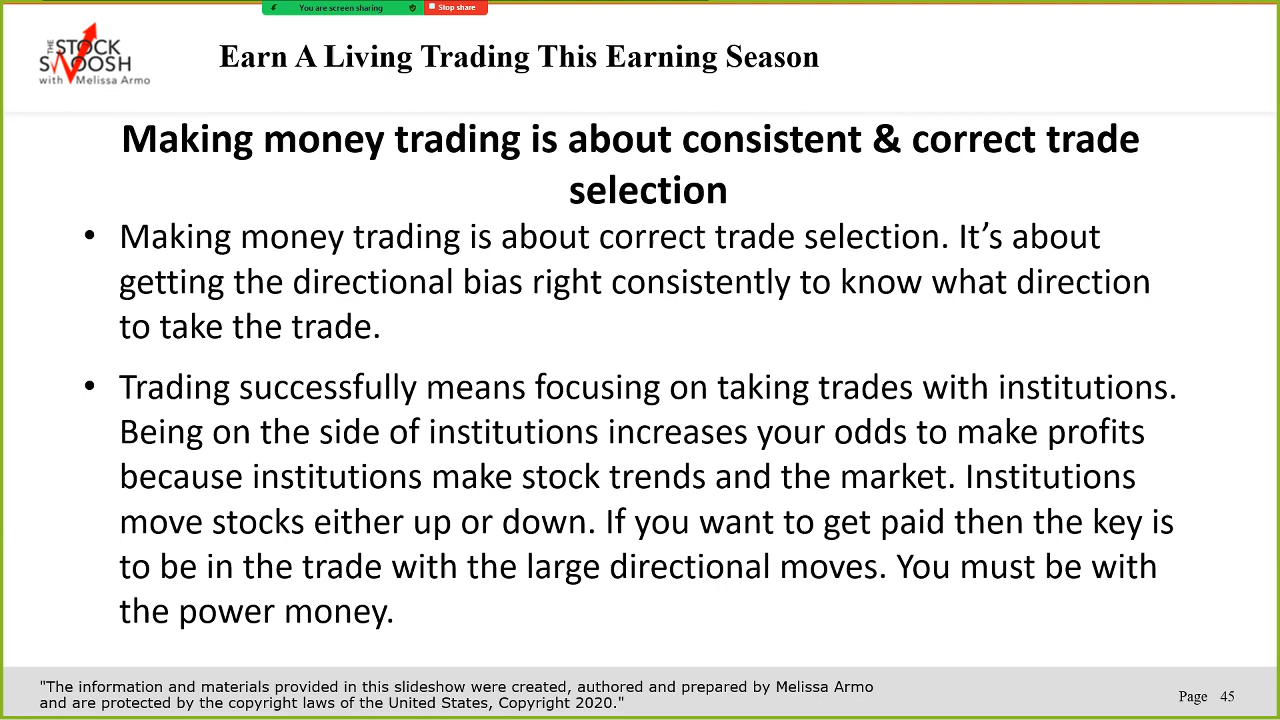 You are screen sharing
Stop share
THE STOCK
SWOOSH
with Melissa Armo
Earn A Living Trading This Earning Season
Making money trading is about consistent & correct trade
selection
• Making money trading is about correct trade selection. It’s about
getting the directional bias right consistently to know what direction
to take the trade.
• Trading successfully means focusing on taking trades with institutions.
Being on the side of institutions increases your odds to make profits
because institutions make stock trends and the market. Institutions
move stocks either up or down. If you want to get paid then the key is
to be in the trade with the large directional moves. You must be with
the power money.
"The information and materials provided in this slideshow were created, authored and prepared by Melissa Armo
and are protected by the copyright laws of the United States, Copyright 2020."
Page 45